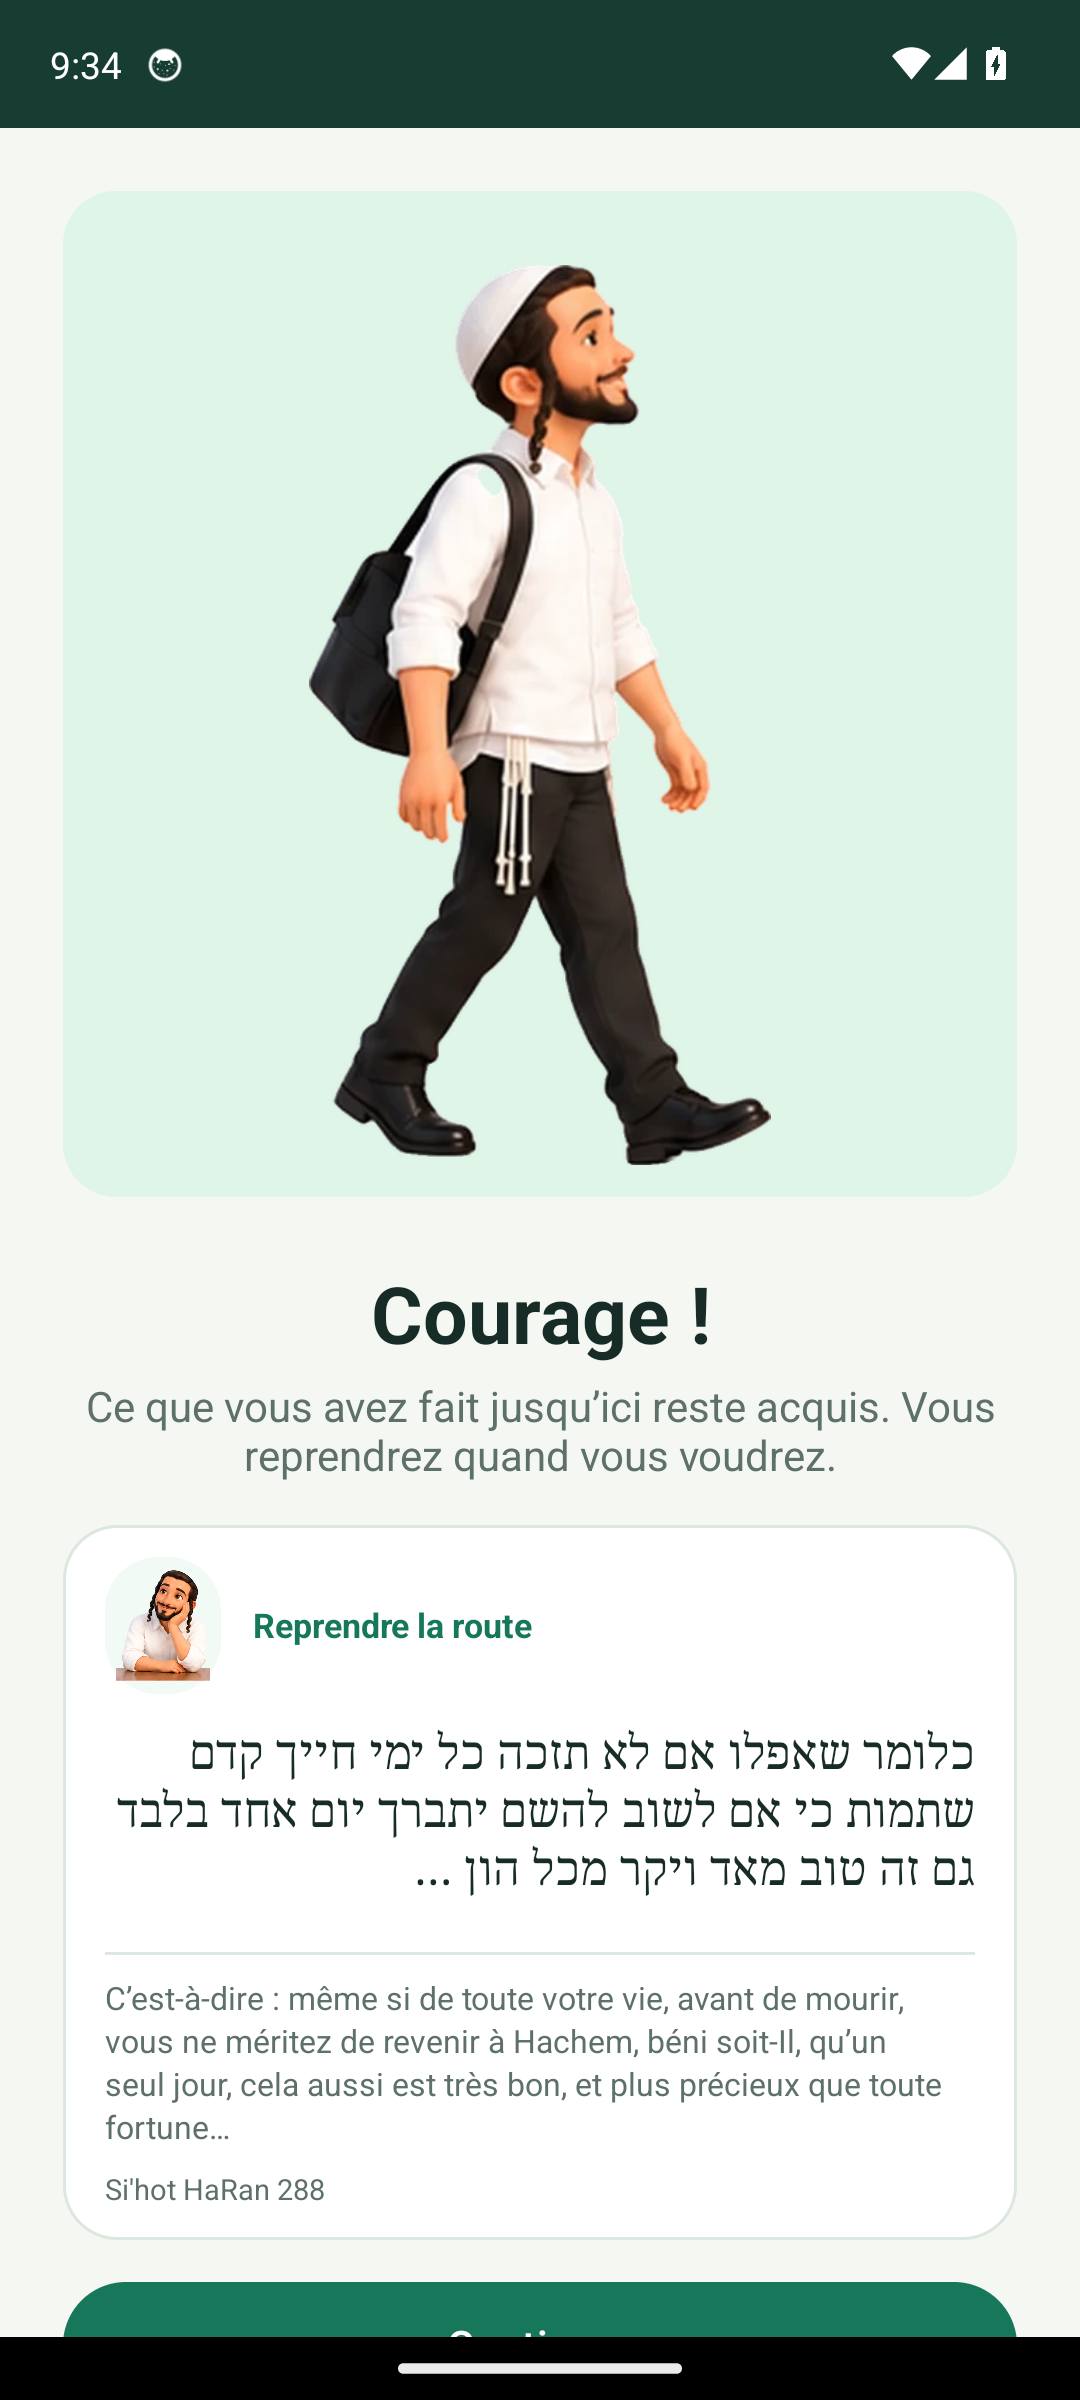 9:34
Courage !
Ce que vous avez fait jusqu’ici reste acquis. Vous
reprendrez quand vous voudrez.
Reprendre la route
כלומר שאפלו אם לא תזכה כל ימי חייך קדם
שתמות כי אם לשוב להשם יתברך יום אחד בלבד
גם זה טוב מאד ויקר מכל הון ...
C’est-à-dire : même si de toute votre vie, avant de mourir,
vous ne méritez de revenir à Hachem, béni soit-Il, qu’un
seul jour, cela aussi est très bon, et plus précieux que toute
fortune…
Si'hot HaRan 288